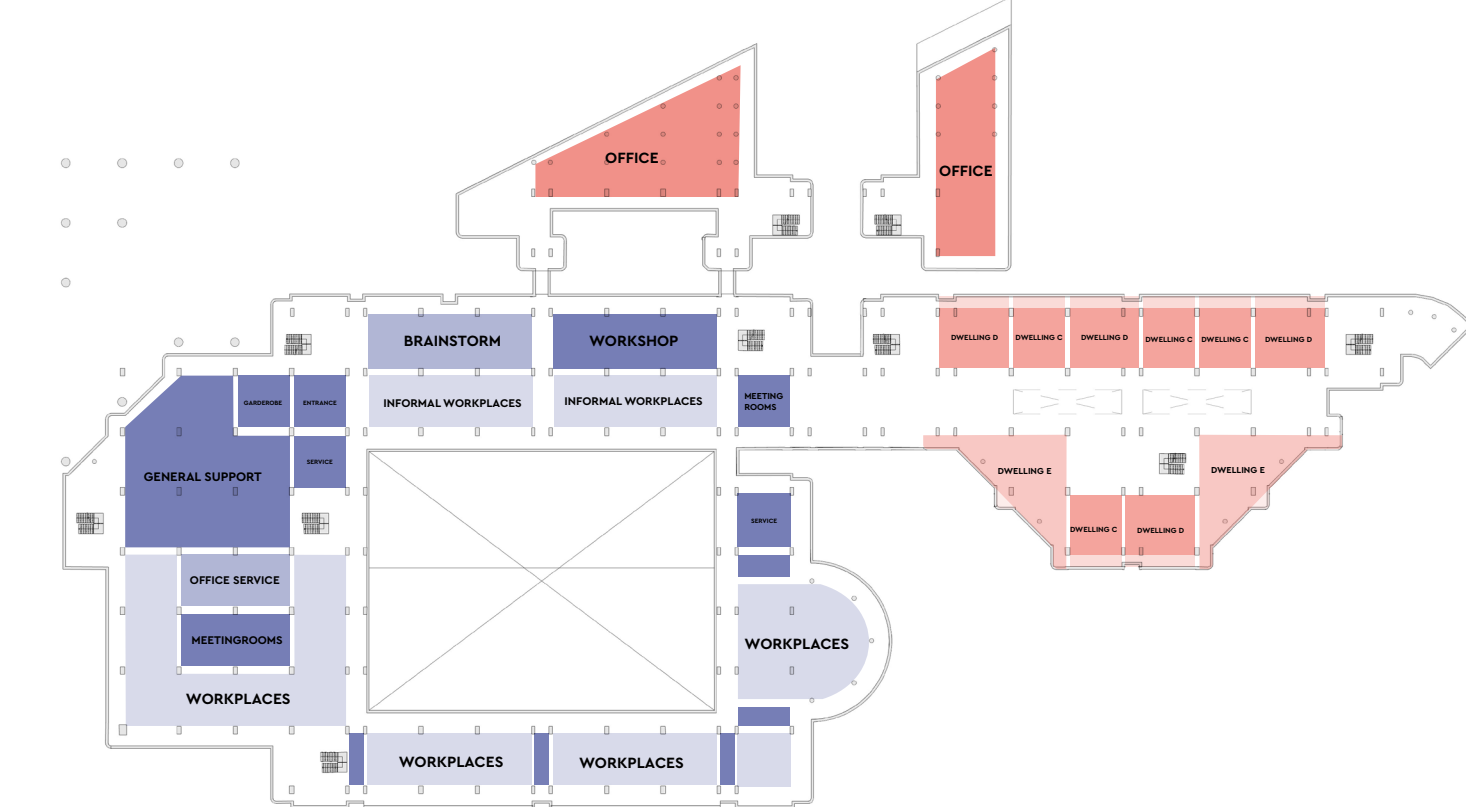 OFFICE
OFFICE
BRAINSTORM
WORKSHOP
DWELLING D
DWELLING C
DWELLING D
DWELLING C
DWELLING C
DWELLING D
GARDEROBE
ENTRANCE
INFORMAL WORKPLACES
INFORMAL WORKPLACES
MEETING
ROOMS
SERVICE
GENERAL SUPPORT
DWELLING E
DWELLING E
SERVICE
DWELLING C
DWELLING D
OFFICE SERVICE
MEETINGROOMS
WORKPLACES
WORKPLACES
WORKPLACES
WORKPLACES